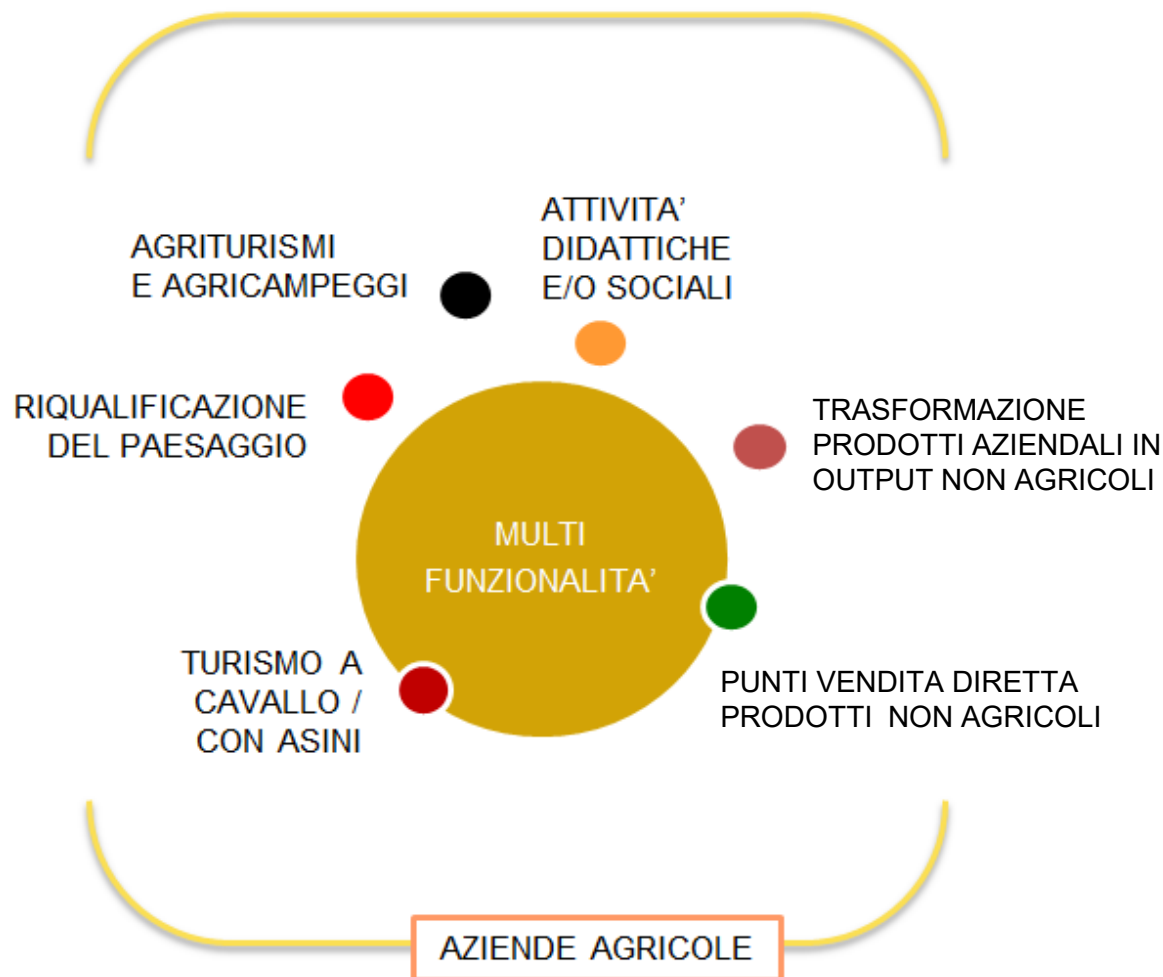 AGRITURISMI
E AGRICAMPEGGI
ATTIVITA’
DIDATTICHE
E/O SOCIALI
RIQUALIFICAZIONE
DEL PAESAGGIO
TRASFORMAZIONE
PRODOTTI AZIENDALI IN
OUTPUT NON AGRICOLI
MULTI
FUNZIONALITA’
TURISMO A
CAVALLO /
CON ASINI
PUNTI VENDITA DIRETTA
PRODOTTI NON AGRICOLI
AZIENDE AGRICOLE